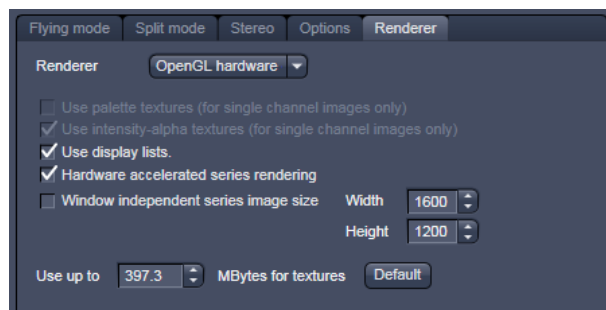 Flying mode Split mode Stereo Options Renderer
Renderer OpenGL hardware
Use palette textures (for single channel images only)
Use intensity-alpha textures (for single channel images only)
Use display lists.
Hardware accelerated series rendering
Window independent series image size Width 1600
Height 1200
Use up to 397.3 MBytes for textures Default